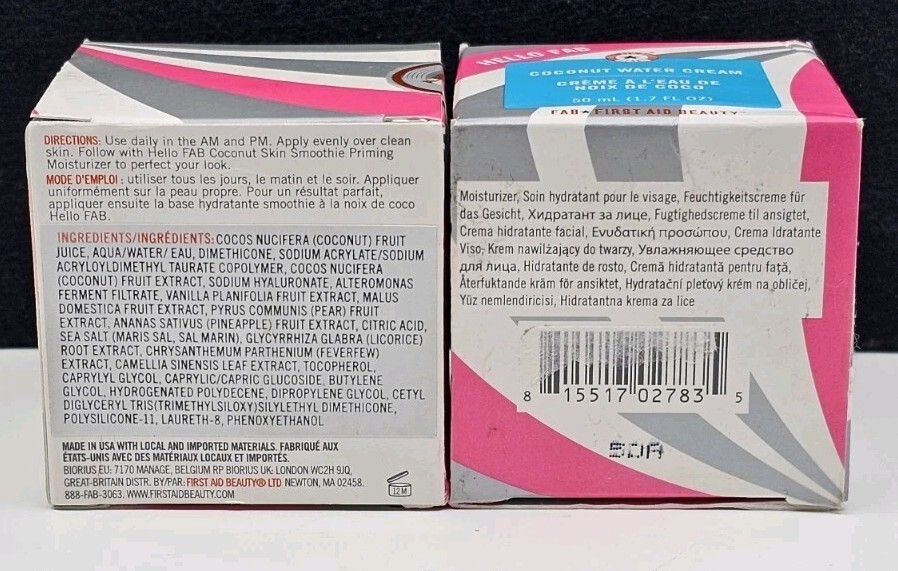 DIRECTIONS: Use daily in the AM and PM. Apply evenly over clean
skin. Follow with Hello FAB Coconut Skin Smoothie Priming
Moisturizer to perfect your look.
MODE D'EMPLOI : utiliser tous les jours, le matin et le soir. Appliquer
uniformément sur la peau propre. Pour un résultat parfait,
appliquer ensuite la base hydratante smoothie à la noix de coco
Hello FAB.
INGREDIENTS/INGRÉDIENTS: COCOS NUCIFERA (COCONUT) FRUIT
JUICE, AQUA/WATER/ EAU, DIMETHICONE, SODIUM ACRYLATE/SODIUM
ACRYLOYLDIMETHYL TAURATE COPOLYMER, COCOS NUCIFERA
(COCONUT) FRUIT EXTRACT, SODIUM HYALURONATE, ALTEROMONAS
FERMENT FILTRATE, VANILLA PLANIFOLIA FRUIT EXTRACT, MALUS
DOMESTICA FRUIT EXTRACT, PYRUS COMMUNIS (PEAR) FRUIT
EXTRACT, ANANAS SATIVUS (PINEAPPLE) FRUIT EXTRACT, CITRIC ACID,
SEA SALT (MARIS SAL, SAL MARIN), GLYCYRRHIZA GLABRA (LICORICE)
ROOT EXTRACT, CHRYSANTHEMUM PARTHENIUM (FEVERFEW)
EXTRACT, CAMELLIA SINENSIS LEAF EXTRACT, TOCOPHEROL,
CAPRYLYL GLYCOL, CAPRYLIC/CAPRIC GLUCOSIDE, BUTYLENE
GLYCOL, HYDROGENATED POLYDECENE, DIPROPYLENE GLYCOL, CETYL
DIGLYCERYL TRIS(TRIMETHYLSILOXY)SILYLETHYL DIMETHICONE,
POLYSILICONE-11, LAURETH-8, PHENOXYETHANOL
MADE IN USA WITH LOCAL AND IMPORTED MATERIALS. FABRIQUÉ AUX
ÉTATS-UNIS AVEC DES MATÉRIAUX LOCAUX ET IMPORTÉS.
BIORIUS EU: 7170 MANAGE, BELGIUM RP BIORIUS UK: LONDON WC2H 9JQ,
GREAT-BRITAIN DISTR. BY/PAR: FIRST AID BEAUTY® LTD NEWTON, MA 02458.
888-FAB-3063. WWW.FIRSTAIDBEAUTY.COM
12 M
HELLO FAB
COCONUT WATER CREAM
CRÈME À L'EAU DE
NOIX DE COCO
50 mL (1.7 FL OZ)
FAB FIRST AID BEAUTY
Moisturizer, Soin hydratant pour le visage, Feuchtigkeitscreme für
das Gesicht, Хидратант за лице, Fugtighedscreme til ansigtet,
Crema hidratante facial, Ενυδατική προσώπου, Crema Idratante
Viso, Krem nawilżający do twarzy, Увлажняющее средство
для лица, Hidratante de rosto, Cremă hidratantă pentru față,
Återfuktande kräm för ansiktet, Hydratační pleťový krém na obličej,
Yüz nemlendiricisi, Hidratantna krema za lice
8 15517 02783 5